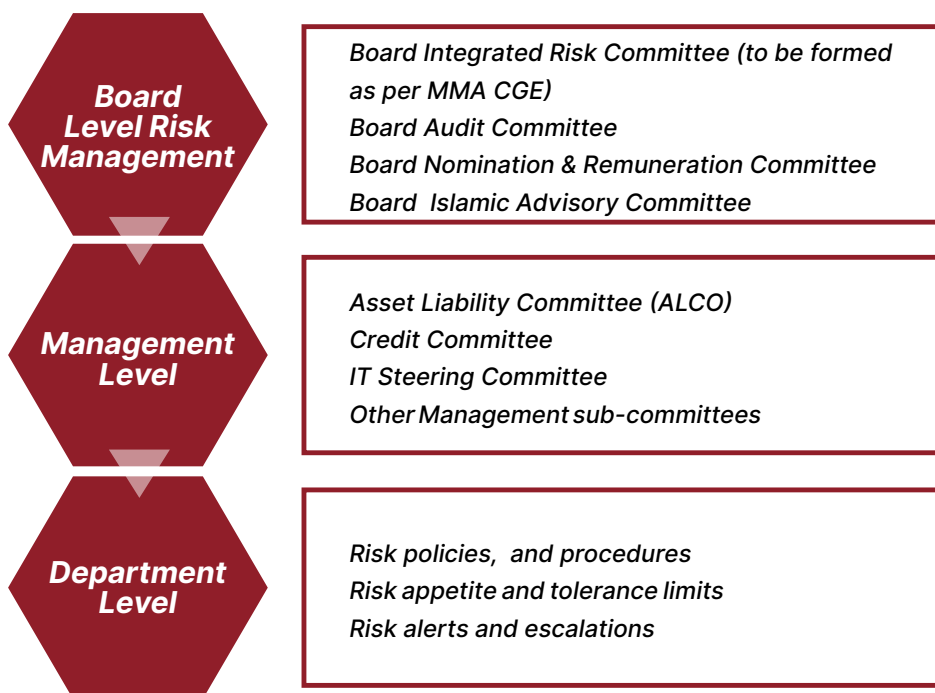 Board
Level Risk
Management
Board Integrated Risk Committee (to be formed
as per MMA CGE)
Board Audit Committee
Board Nomination & Remuneration Committee
Board Islamic Advisory Committee
Management
Level
Asset Liability Committee (ALCO)
Credit Committee
IT Steering Committee
Other Management sub-committees
Department
Level
Risk policies, and procedures
Risk appetite and tolerance limits
Risk alerts and escalations